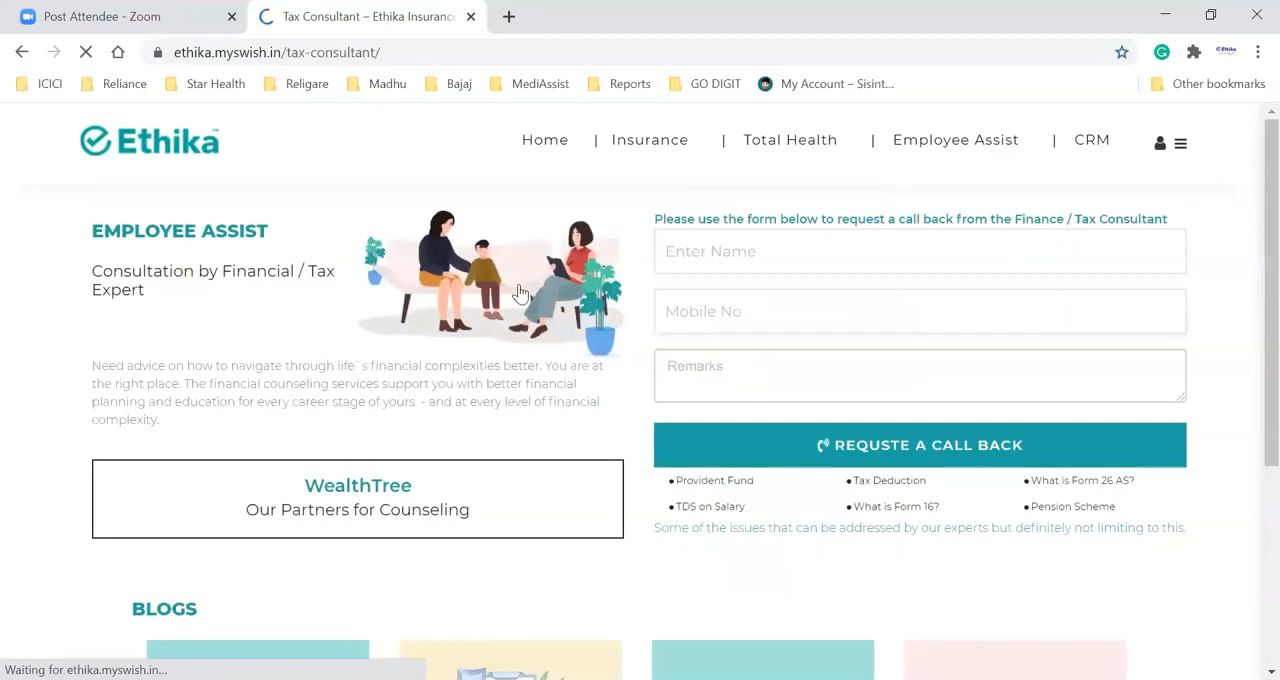 Post Attendee - Zoom
Tax Consultant – Ethika Insuranc
ethika.myswish.in/tax-consultant/
ICICI
Reliance
Star Health
Religare
Madhu
Bajaj
MediAssist
Reports
GO DIGIT
My Account – Sisint...
Other bookmarks
Ethika
Home | Insurance | Total Health | Employee Assist | CRM
EMPLOYEE ASSIST
Consultation by Financial / Tax
Expert
Need advice on how to navigate through life`s financial complexities better. You are at
the right place. The financial counseling services support you with better financial
planning and education for every career stage of yours - and at every level of financial
complexity.
WealthTree
Our Partners for Counseling
Please use the form below to request a call back from the Finance / Tax Consultant
Enter Name
Mobile No
Remarks
REQUSTE A CALL BACK
● Provident Fund ● Tax Deduction ● What is Form 26 AS?
● TDS on Salary ● What is Form 16? ● Pension Scheme
Some of the issues that can be addressed by our experts but definitely not limiting to this.
BLOGS
Waiting for ethika.myswish.in...